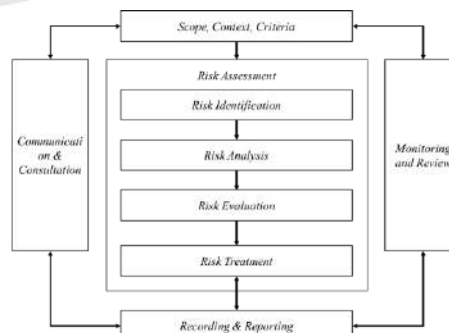 Scope, Context, Criteria
Risk Assessment
Risk Identification
Communicati
on &
Consultation
Risk Analysis
Monitoring
and Review
Risk Evaluation
Risk Treatment
Recording & Reporting